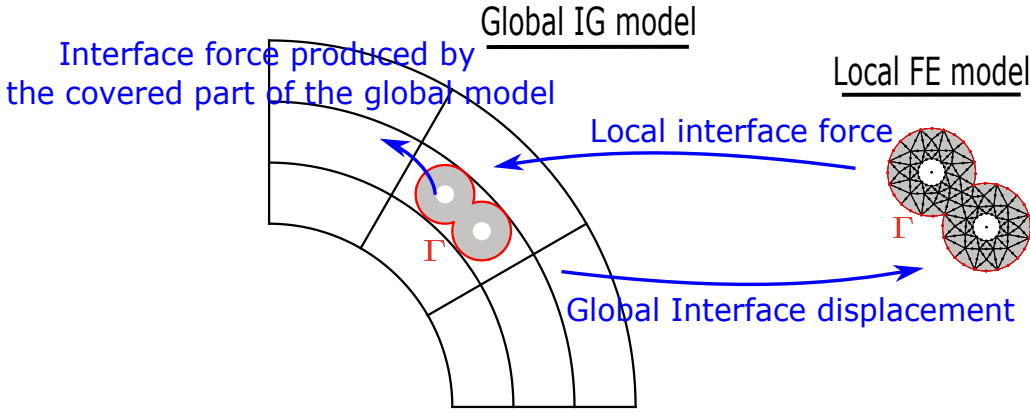 Global IG model
Interface force produced by
the covered part of the global model
Local FE model
Local interface force
Γ
Γ
Global Interface displacement